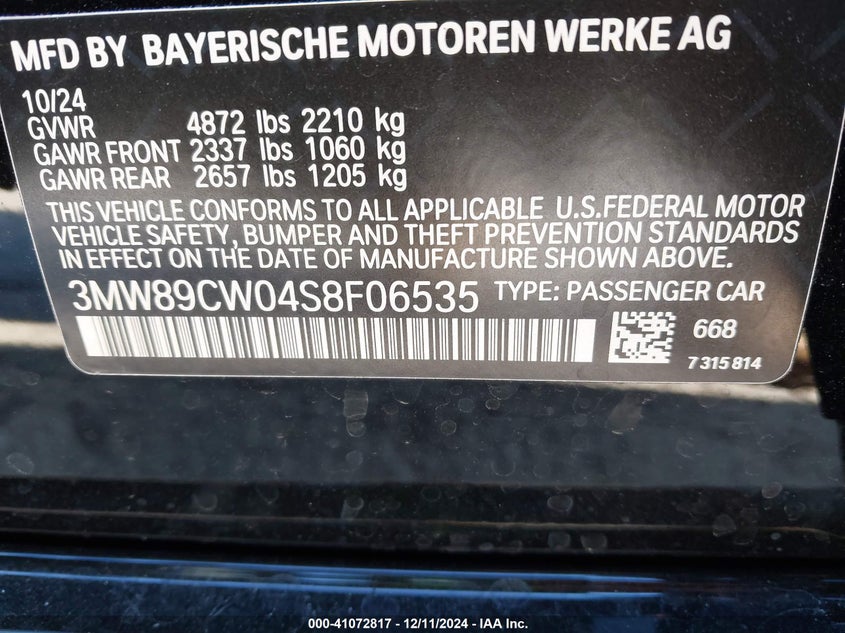 MFD BY BAYERISCHE MOTOREN WERKE AG
10/24
GVWR 4872 lbs 2210 kg
GAWR FRONT 2337 lbs 1060 kg
GAWR REAR 2657 lbs 1205 kg
THIS VEHICLE CONFORMS TO ALL APPLICABLE U.S.FEDERAL MOTOR
VEHICLE SAFETY, BUMPER AND THEFT PREVENTION STANDARDS
IN EFFECT ON THE DATE OF MANUFACTURE SHOWN ABOVE.
3MW89CW04S8F06535 TYPE: PASSENGER CAR
668
7 315 814
000-41072817 - 12/11/2024 - IAA Inc.